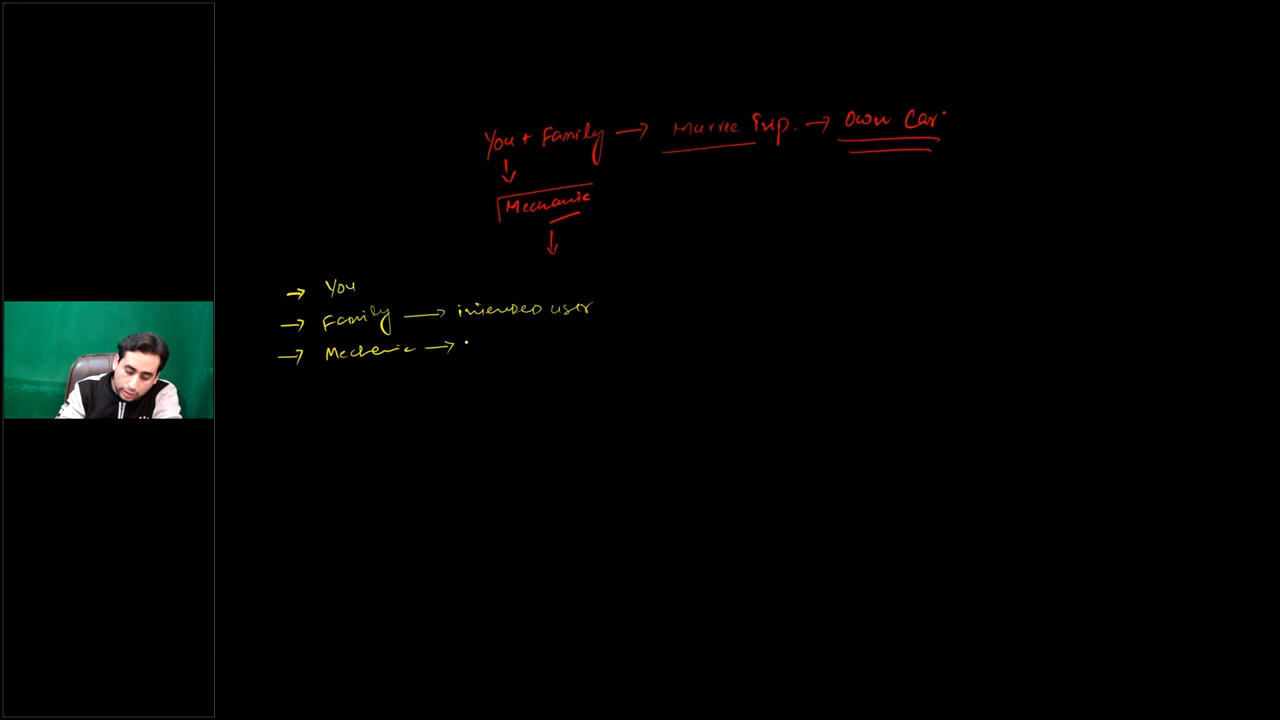 You + Family → Murree Trip. → Own Car.
↓
Mechanic
↓
→ You
→ Family → intended user
→ Mechanic →